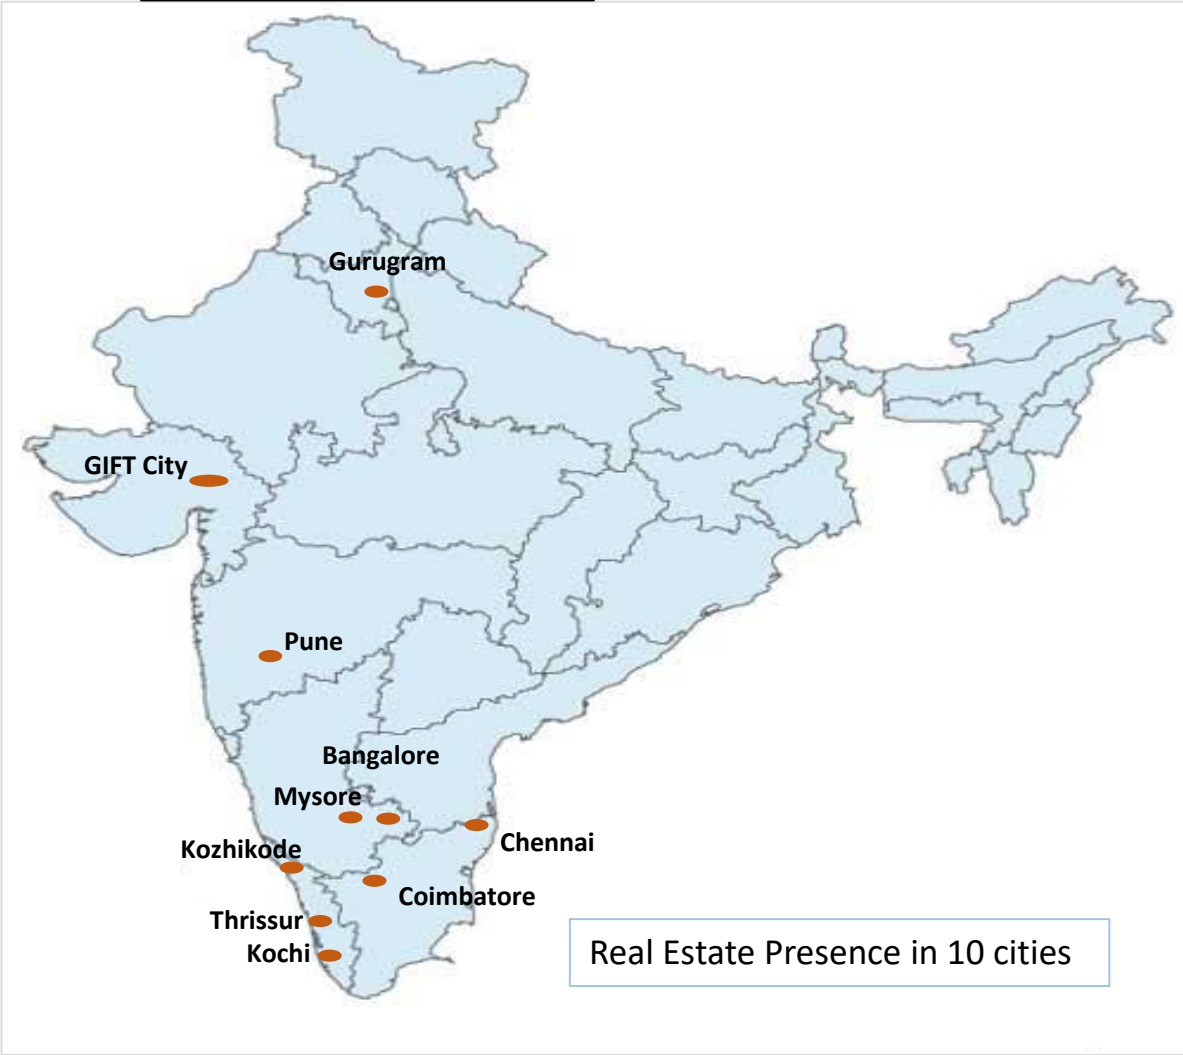 Gurugram
GIFT City
Pune
Bangalore
Mysore
Chennai
Kozhikode
Coimbatore
Thrissur
Kochi
Real Estate Presence in 10 cities